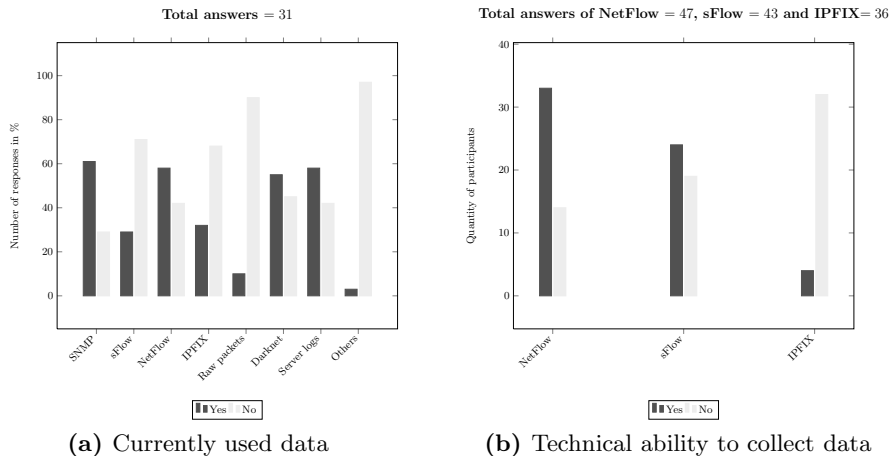 Total answers = 31
Number of responses in %
100
80
60
40
20
0
SNMP
sFlow
NetFlow
IPFIX
Raw packets
Darknet
Server logs
Others
Yes No
(a) Currently used data
Total answers of NetFlow = 47, sFlow = 43 and IPFIX= 36
Quantity of participants
40
30
20
10
0
NetFlow
sFlow
IPFIX
Yes No
(b) Technical ability to collect data